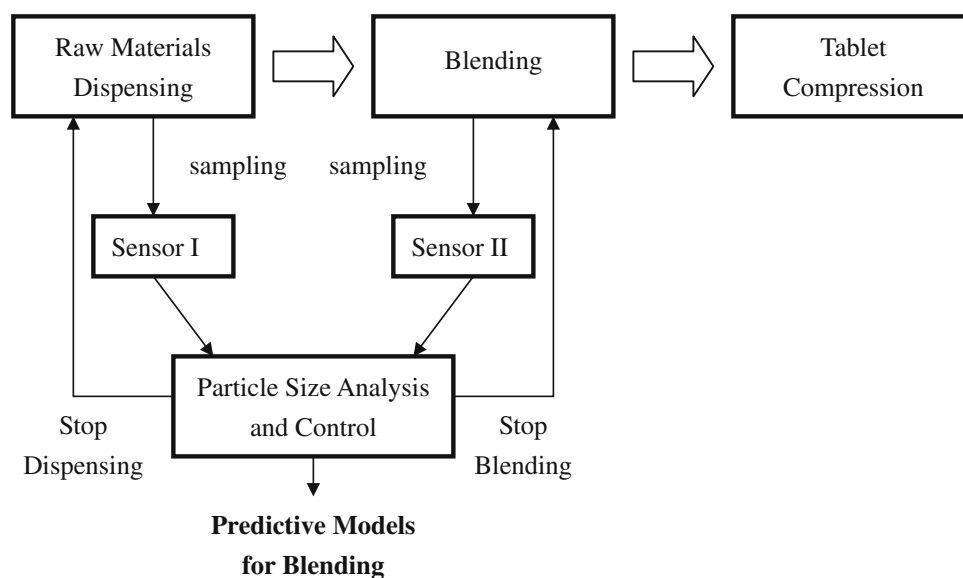 Raw Materials
Dispensing
Blending
Tablet
Compression
sampling
sampling
Sensor I
Sensor II
Particle Size Analysis
and Control
Stop
Dispensing
Stop
Blending
Predictive Models
for Blending